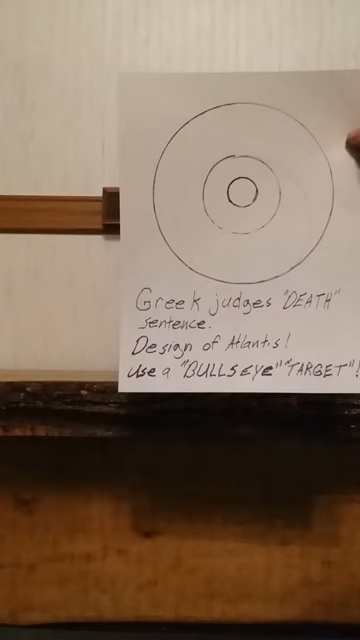 Greek judges "DEATH"
sentence.
Design of Atlantis!
use a "BULLSEYE" "TARGET"!